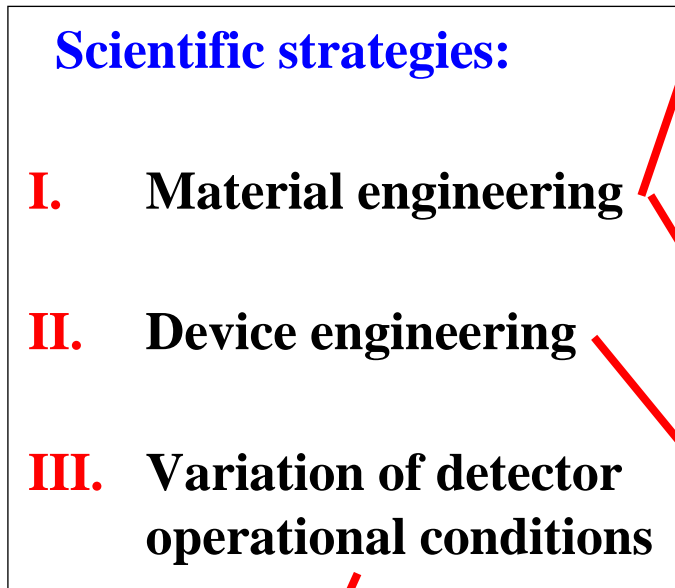 Scientific strategies:
I. Material engineering
II. Device engineering
III. Variation of detector
operational conditions